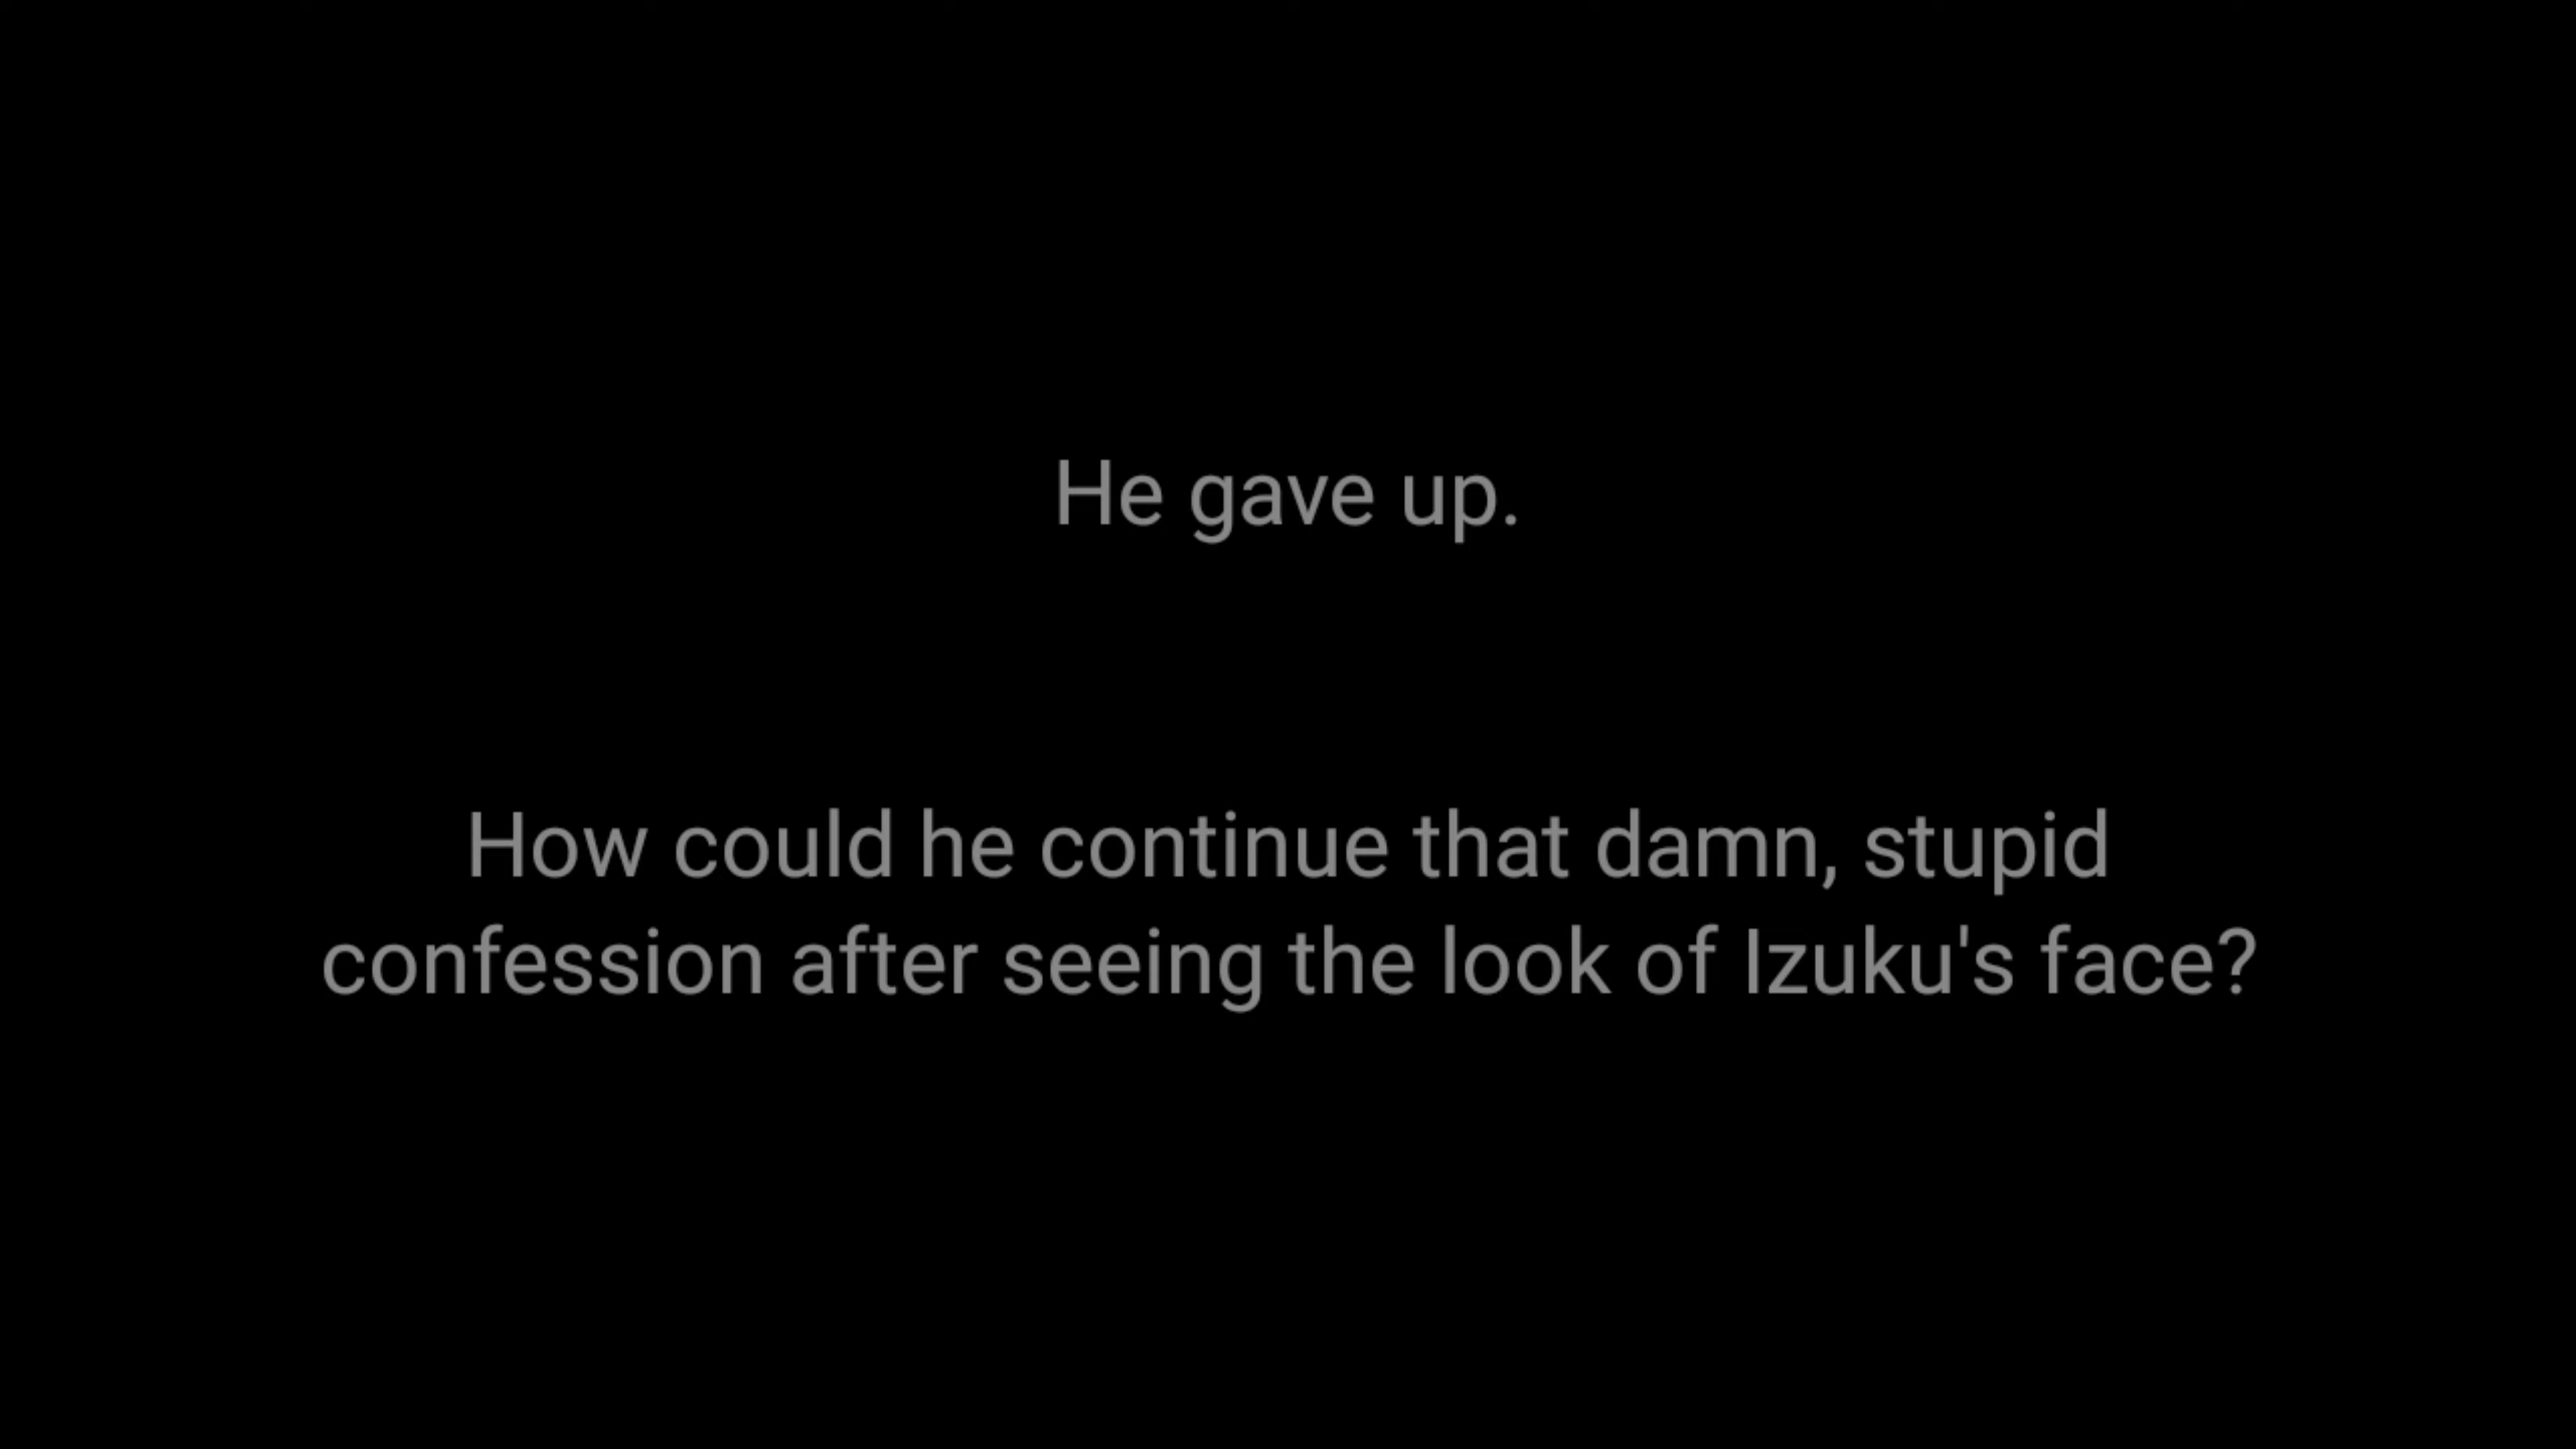 He gave up.
How could he continue that damn, stupid
confession after seeing the look of Izuku's face?